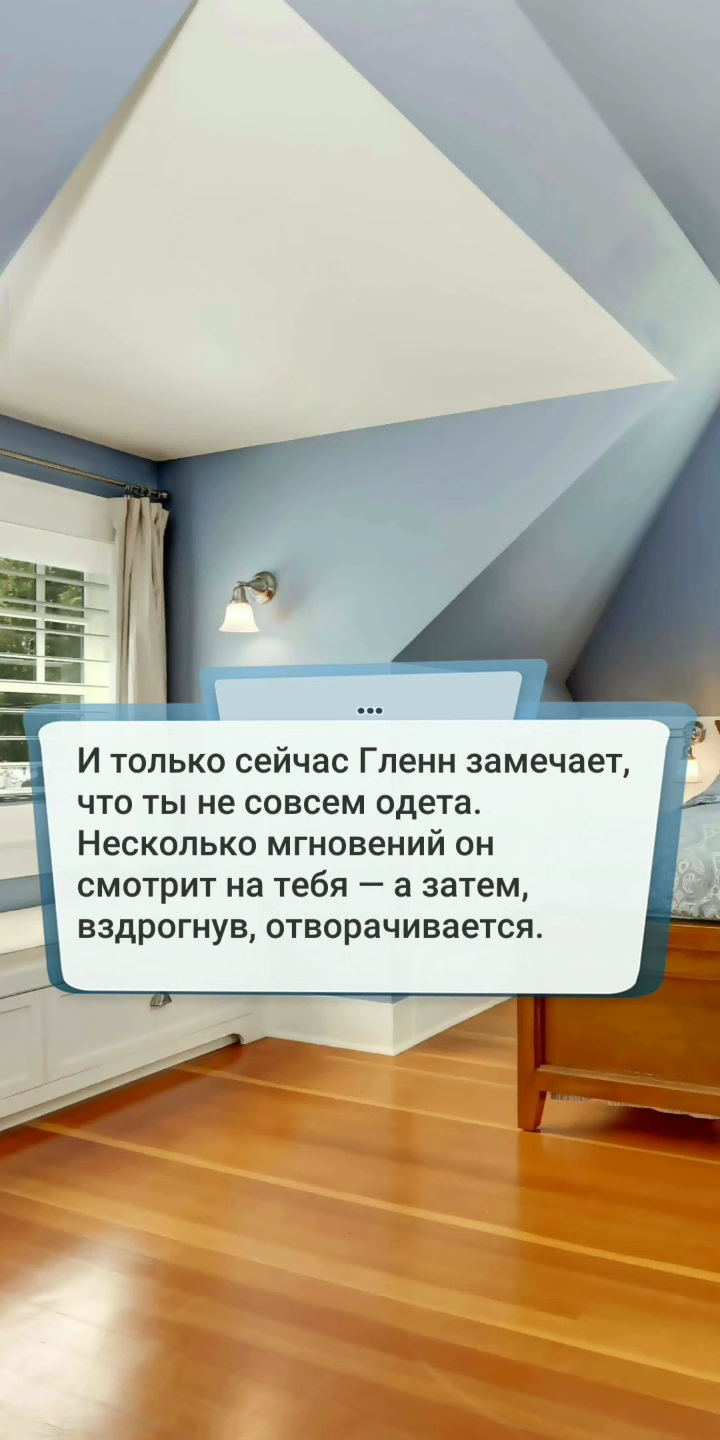 ...
И только сейчас Гленн замечает,
что ты не совсем одета.
Несколько мгновений он
смотрит на тебя — а затем,
вздрогнув, отворачивается.